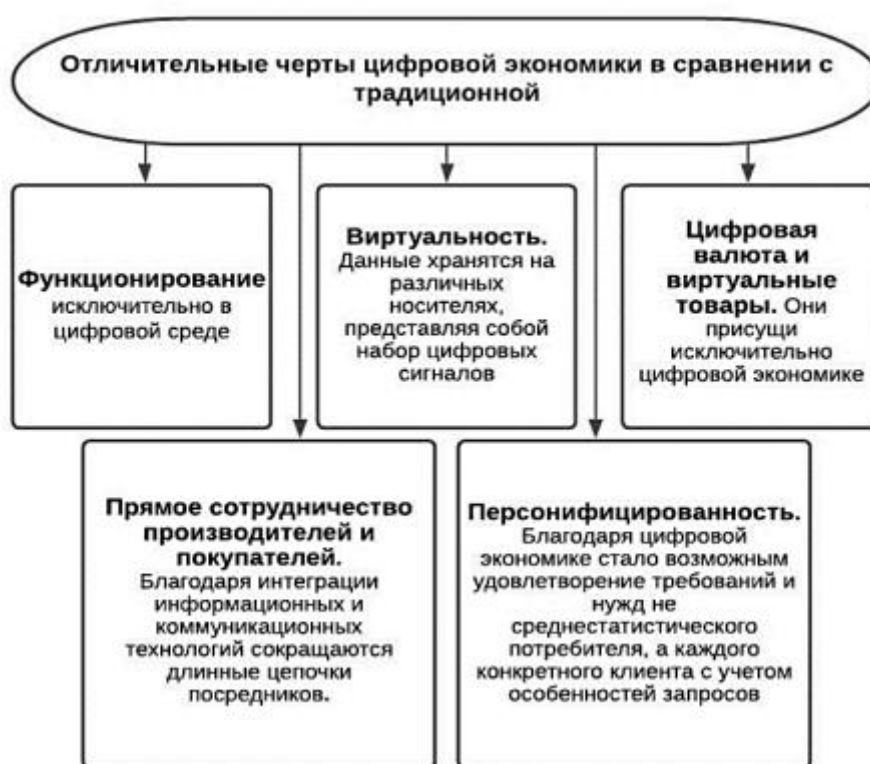 Отличительные черты цифровой экономики в сравнении с
традиционной
Функционирование
исключительно в
цифровой среде
Виртуальность.
Данные хранятся на
различных
носителях,
представляя собой
набор цифровых
сигналов
Цифровая
валюта и
виртуальные
товары. Они
присущи
исключительно
цифровой экономике
Прямое сотрудничество
производителей и
покупателей.
Благодаря интеграции
информационных и
коммуникационных
технологий сокращаются
длинные цепочки
посредников.
Персонифицированность.
Благодаря цифровой
экономике стало возможным
удовлетворение требований и
нужд не
среднестатистического
потребителя, а каждого
конкретного клиента с учетом
особенностей запросов